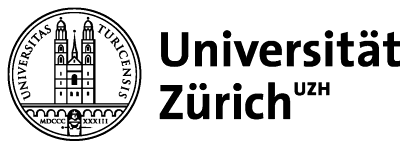 UNIVERSITAS
TURICENSIS
MDCCC
XXXIII
Universität
Zürich UZH